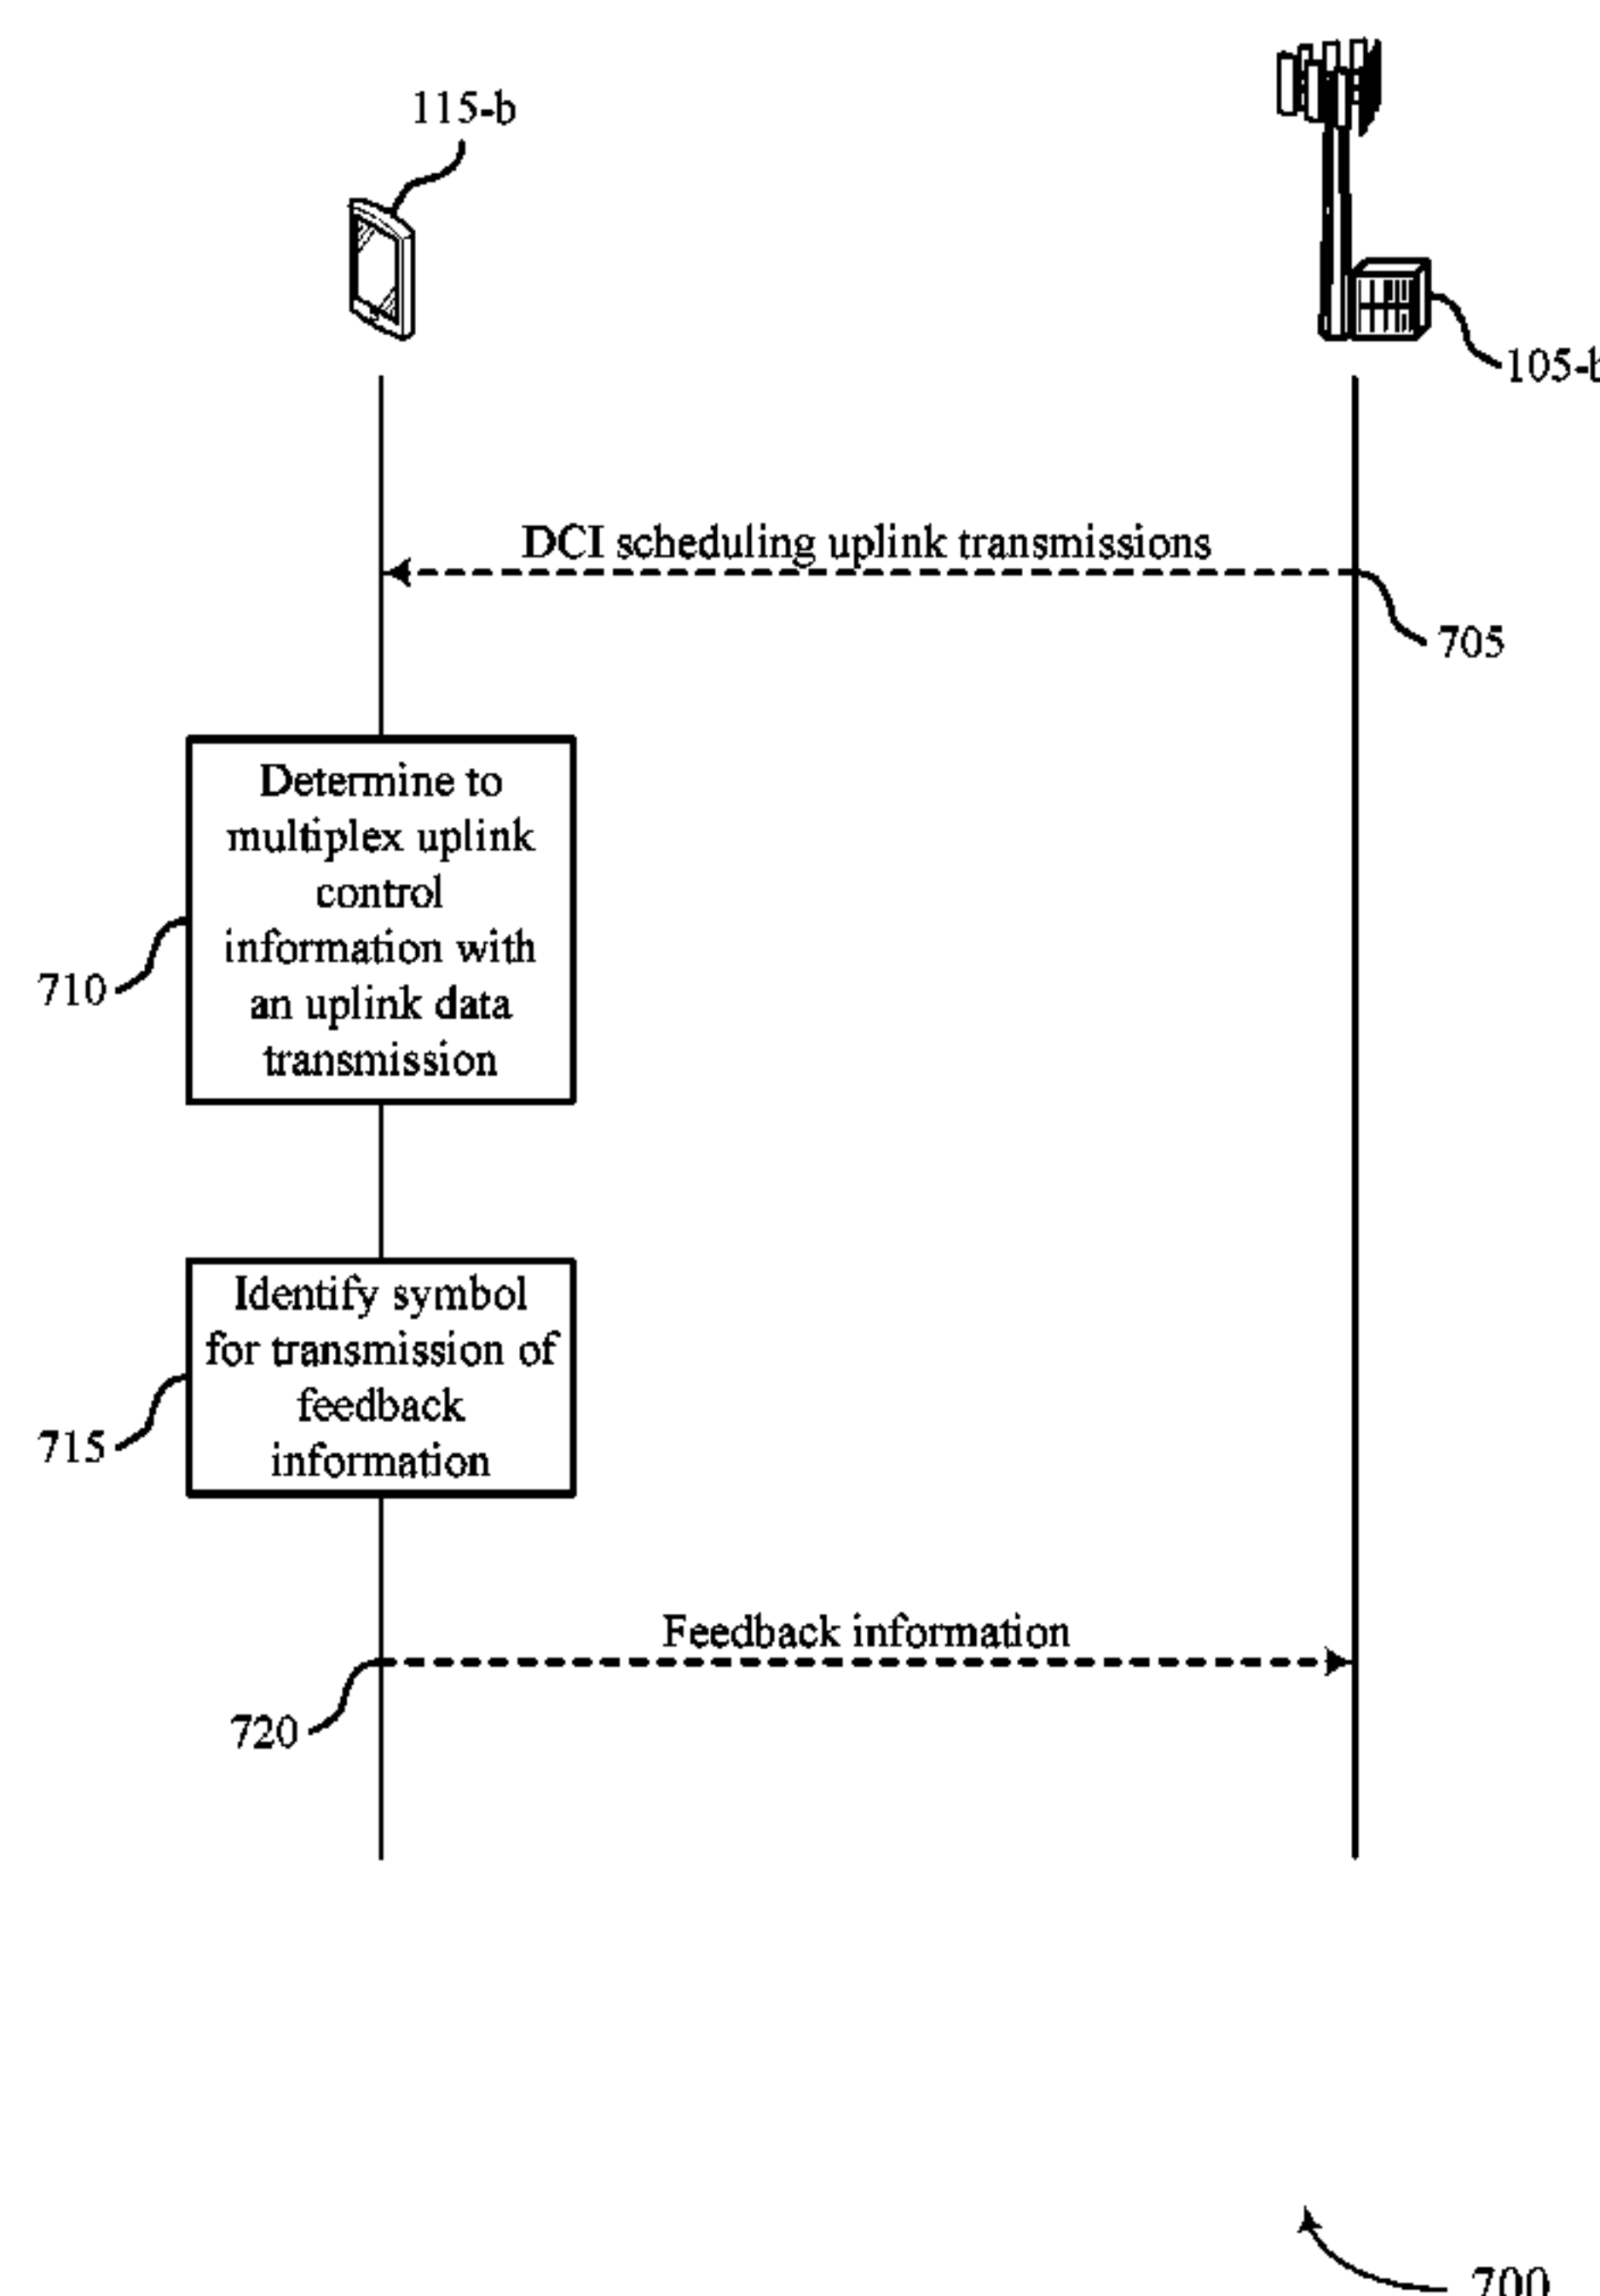 115-b
105-b
DCI scheduling uplink transmissions
705
Determine to
multiplex uplink
control
information with
an uplink data
transmission
710
Identify symbol
for transmission of
feedback
information
715
Feedback information
720
700